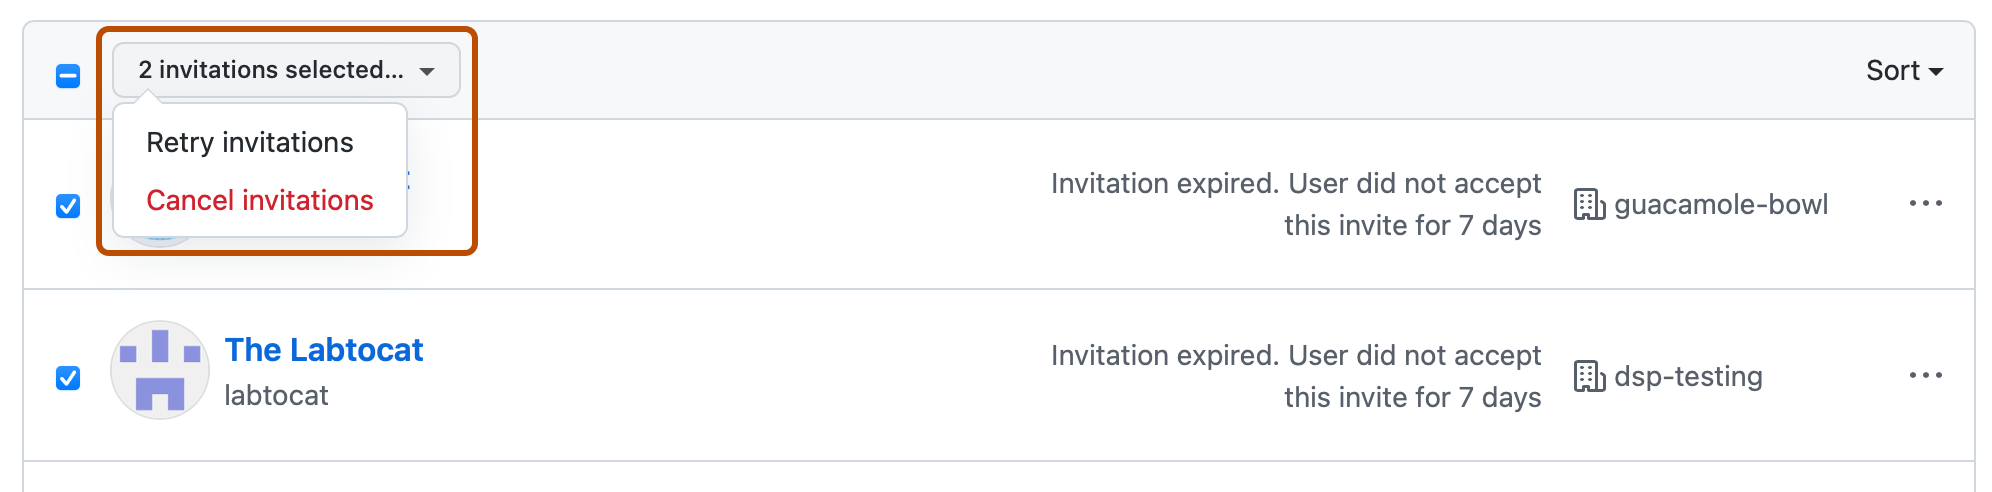 2 invitations selected...
Sort
Retry invitations
Cancel invitations
Invitation expired. User did not accept
this invite for 7 days
guacamole-bowl
The Labtocat
labtocat
Invitation expired. User did not accept
this invite for 7 days
dsp-testing